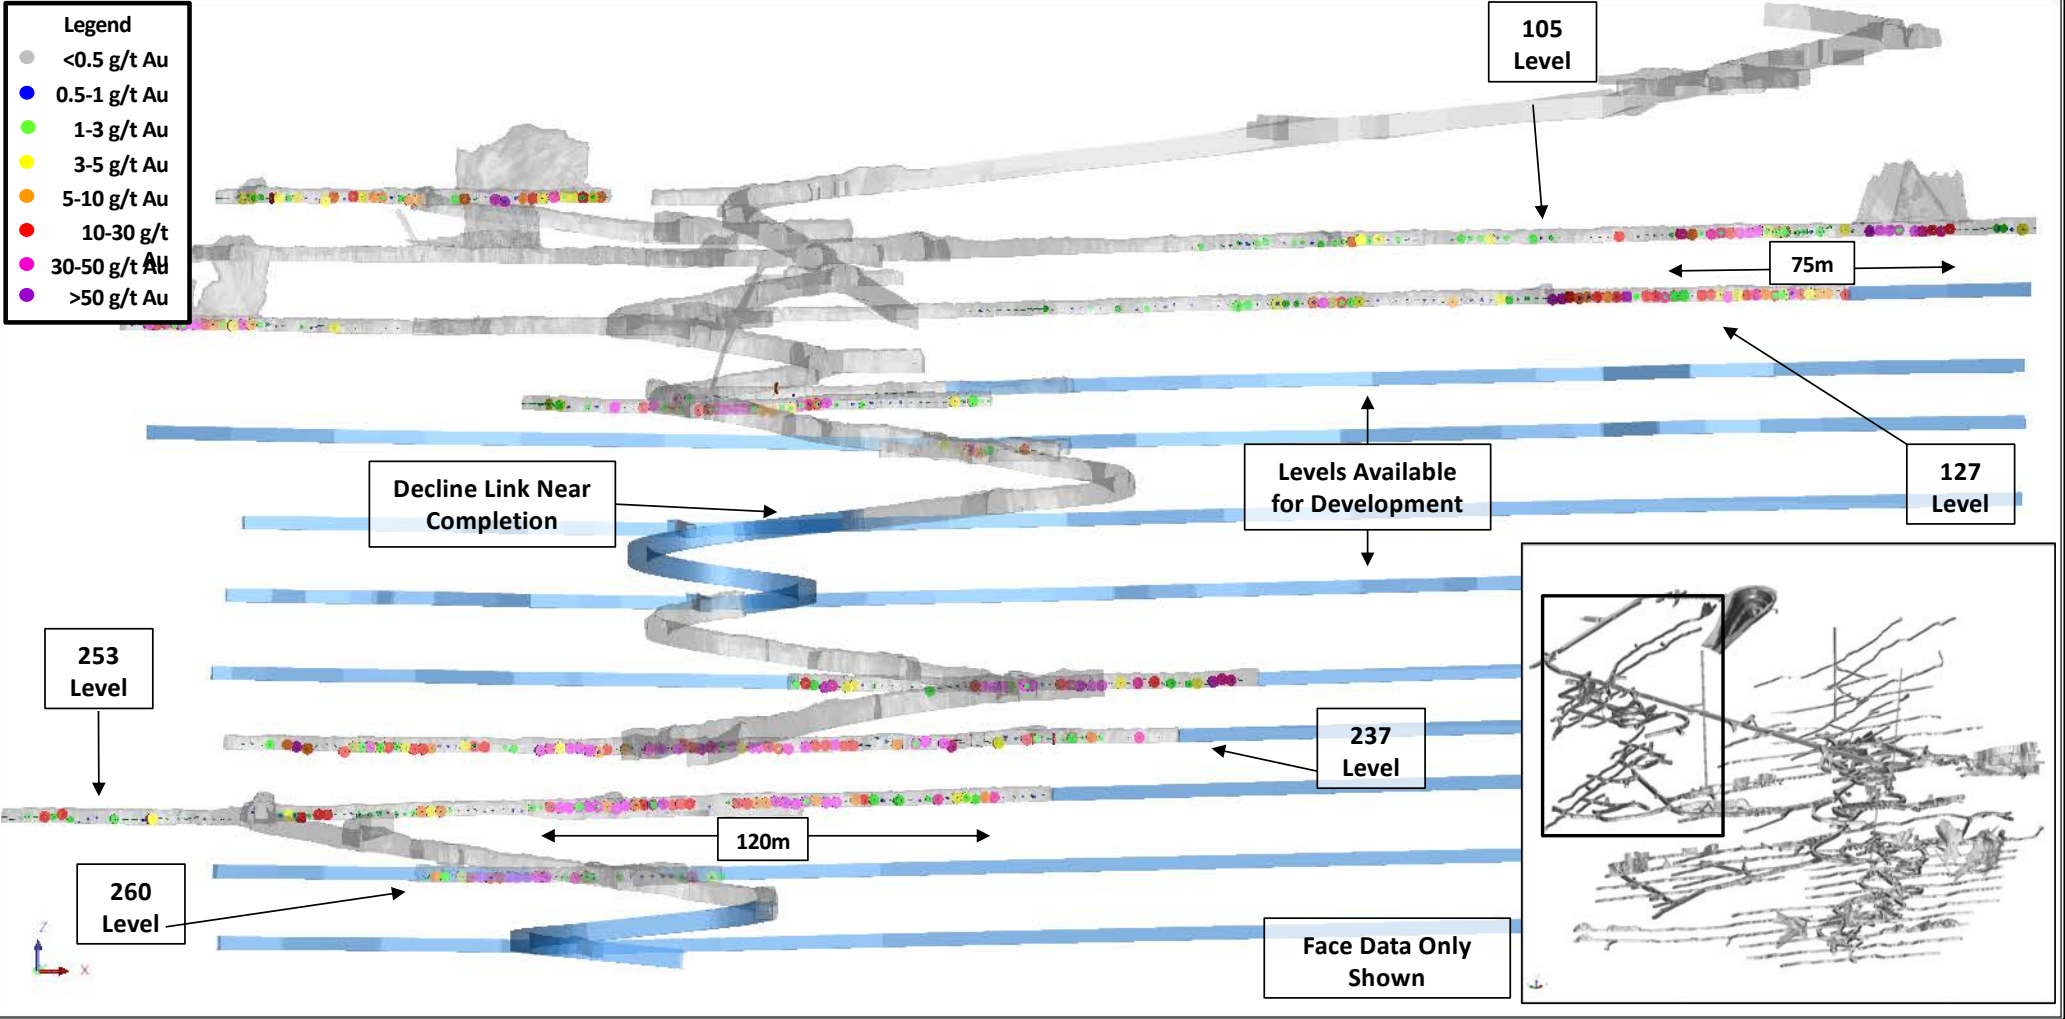 Legend
<0.5 g/t Au
0.5-1 g/t Au
1-3 g/t Au
3-5 g/t Au
5-10 g/t Au
10-30 g/t
Au
30-50 g/t Au
>50 g/t Au
105
Level
75m
127
Level
Levels Available
for Development
Decline Link Near
Completion
253
Level
237
Level
120m
260
Level
Face Data Only
Shown
Z
X